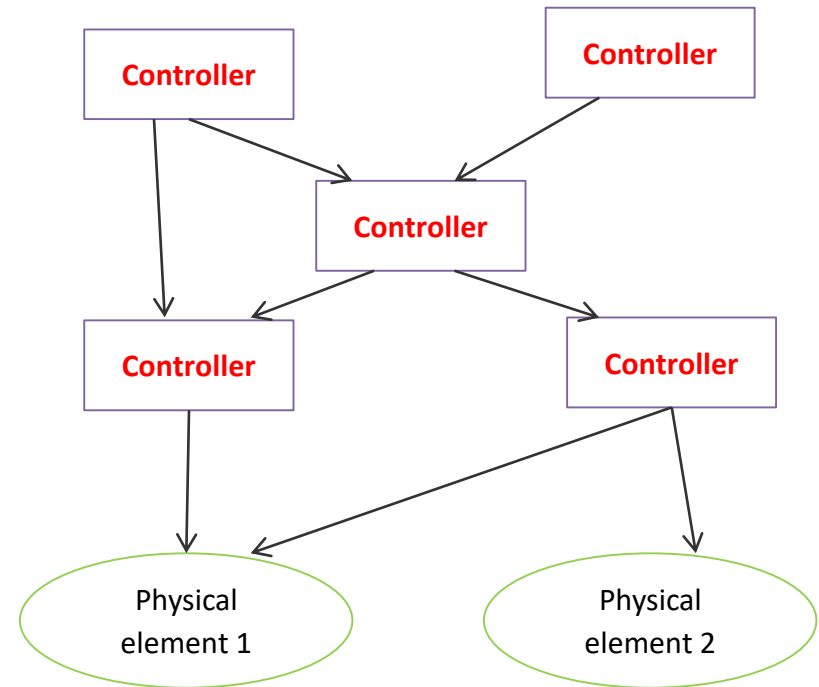 Controller
Controller
Controller
Controller
Controller
Physical
element 1
Physical
element 2